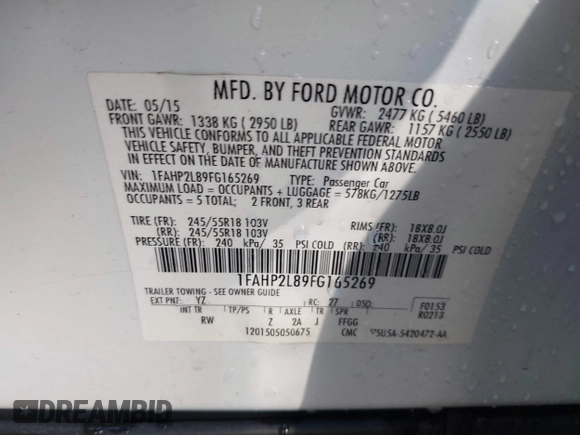 MFD. BY FORD MOTOR CO.
DATE: 05/15 GVWR: 2477 KG ( 5460 LB)
FRONT GAWR: 1338 KG ( 2950 LB) REAR GAWR: 1157 KG ( 2550 LB)
THIS VEHICLE CONFORMS TO ALL APPLICABLE FEDERAL MOTOR
VEHICLE SAFETY, BUMPER, AND THEFT PREVENTION STANDARDS
IN EFFECT ON THE DATE OF MANUFACTURE SHOWN ABOVE.
VIN: 1FAHP2L89FG165269 TYPE: Passenger Car
MAXIMUM LOAD = OCCUPANTS + LUGGAGE = 578KG/1275LB
OCCUPANTS = 5 TOTAL; 2 FRONT, 3 REAR
TIRE (FR): 245/55R18 103V RIMS (FR): 18X8.0J
(RR): 245/55R18 103V (RR): 18X8.0J
PRESSURE (FR): 240 kPa/ 35 PSI COLD (RR): 240 kPa/ 35 PSI COLD
1FAHP2L89FG165269
TRAILER TOWING - SEE OWNER GUIDE
EXT PNT: YZ RC: 27 DSO: F0153
INT TR TP/PS R AXLE TR SPR R0213
RW Z 2A J FFGG
1201505050675 CMC 5U5A-5420472-AA
DREAMBID